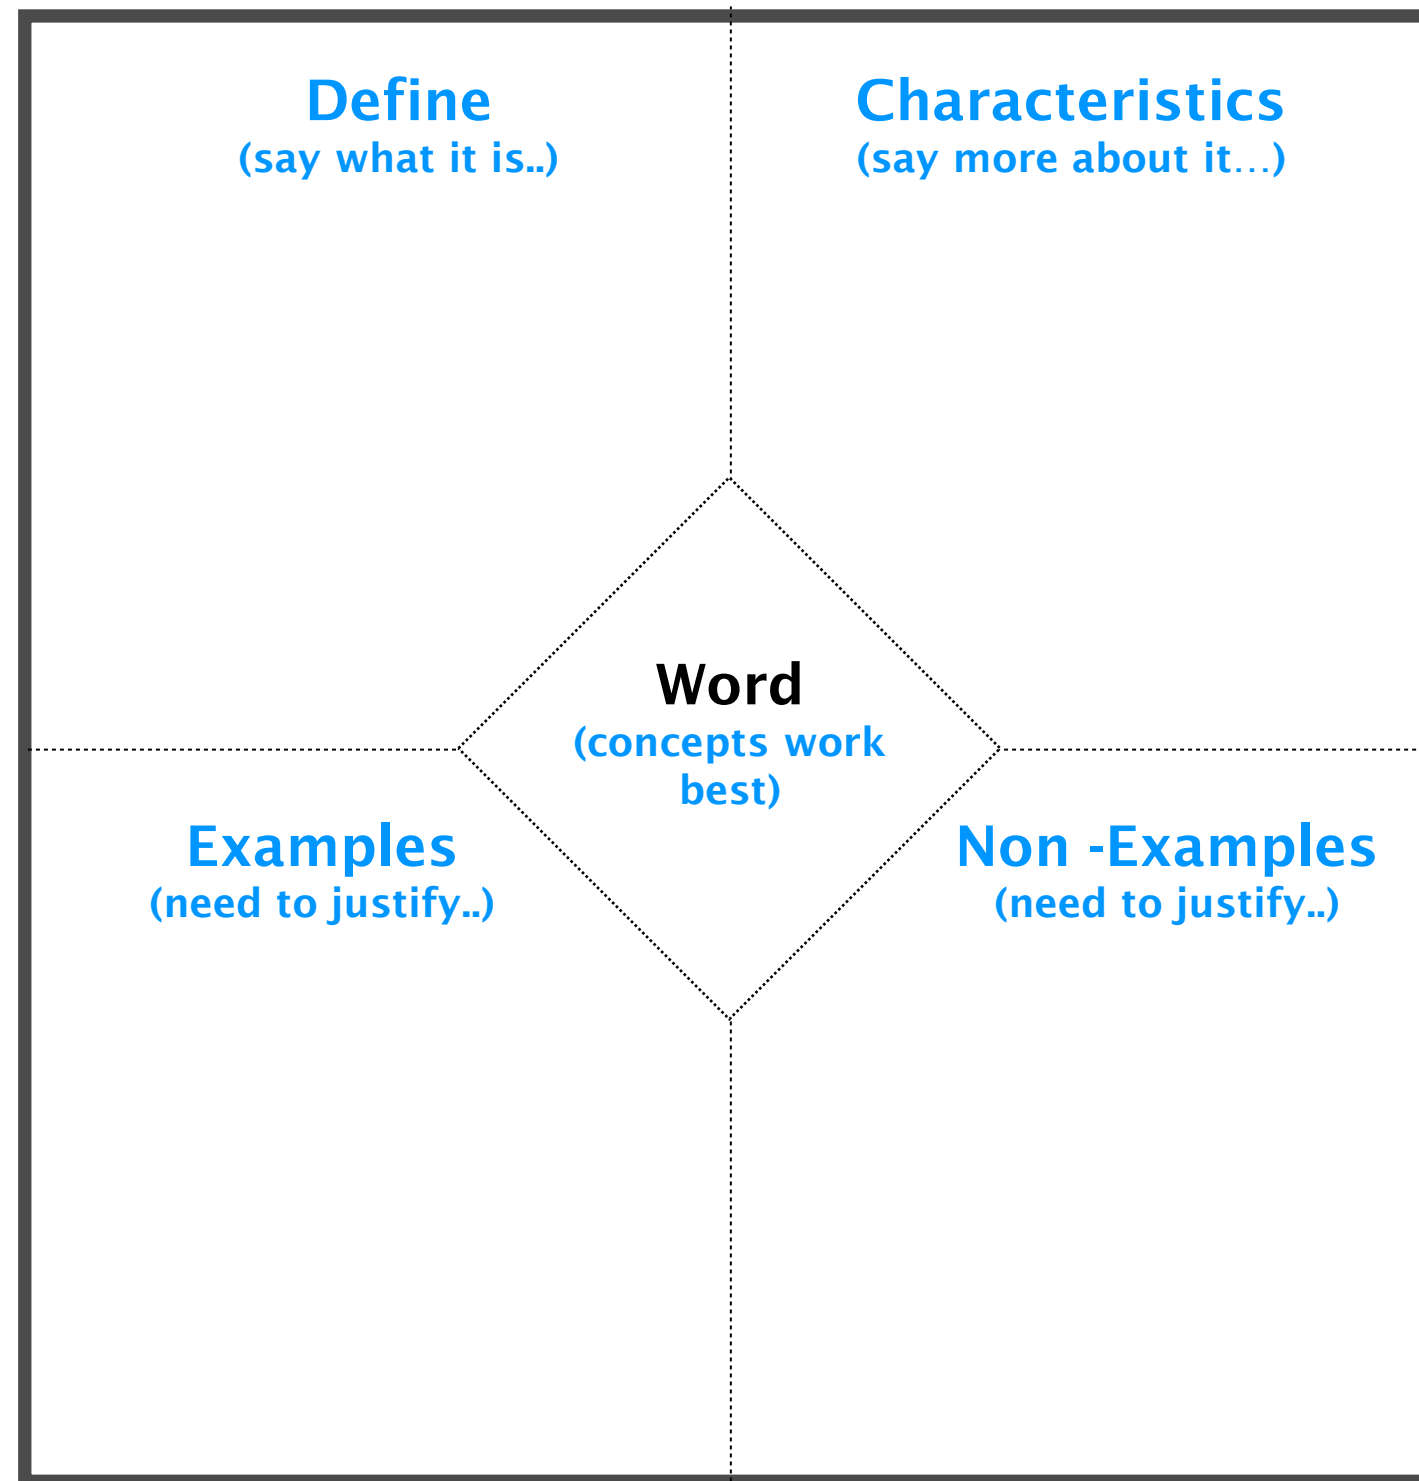 Define
(say what it is..)
Characteristics
(say more about it...)
Word
(concepts work
best)
Examples
(need to justify..)
Non -Examples
(need to justify..)